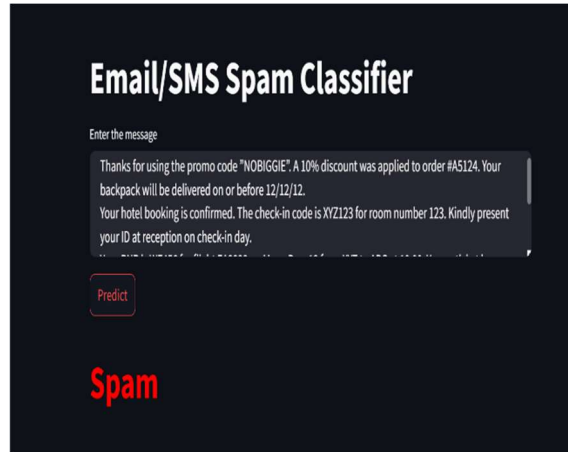 Email/SMS Spam Classifier
Enter the message
Thanks for using the promo code "NOBIGGIE". A 10% discount was applied to order #A5124. Your
backpack will be delivered on or before 12/12/12.
Your hotel booking is confirmed. The check-in code is XYZ123 for room number 123. Kindly present
your ID at reception on check-in day.
Predict
Spam